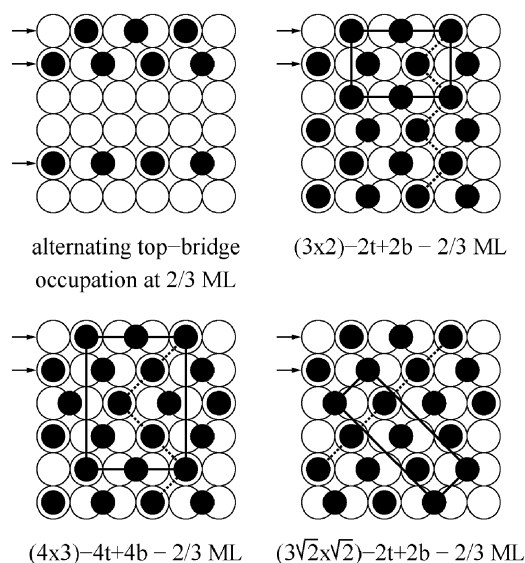 alternating top−bridge
occupation at 2/3 ML
(3x2)−2t+2b − 2/3 ML
(4x3)−4t+4b − 2/3 ML
(3√2x√2)−2t+2b − 2/3 ML